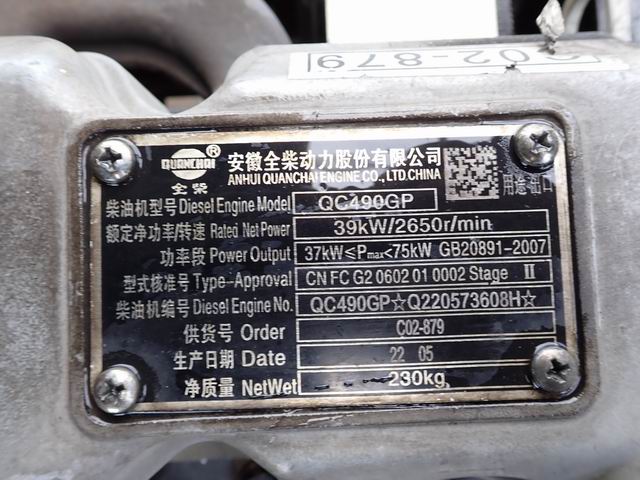 C02-879
QUANCHAI ®
全柴
安徽全柴动力股份有限公司
ANHUI QUANCHAI ENGINE CO., LTD. CHINA
用途:出口
柴油机型号 Diesel Engine Model QC490GP
额定净功率/转速 Rated Net Power 39kW/2650r/min
功率段 Power Output 37kW≤Pmax<75kW GB20891-2007
型式核准号 Type-Approval CN FC G2 0602 01 0002 Stage II
柴油机编号 Diesel Engine No. QC490GP☆Q220573608H☆
供货号 Order C02-879
生产日期 Date 22 05
净质量 NetWet 230kg